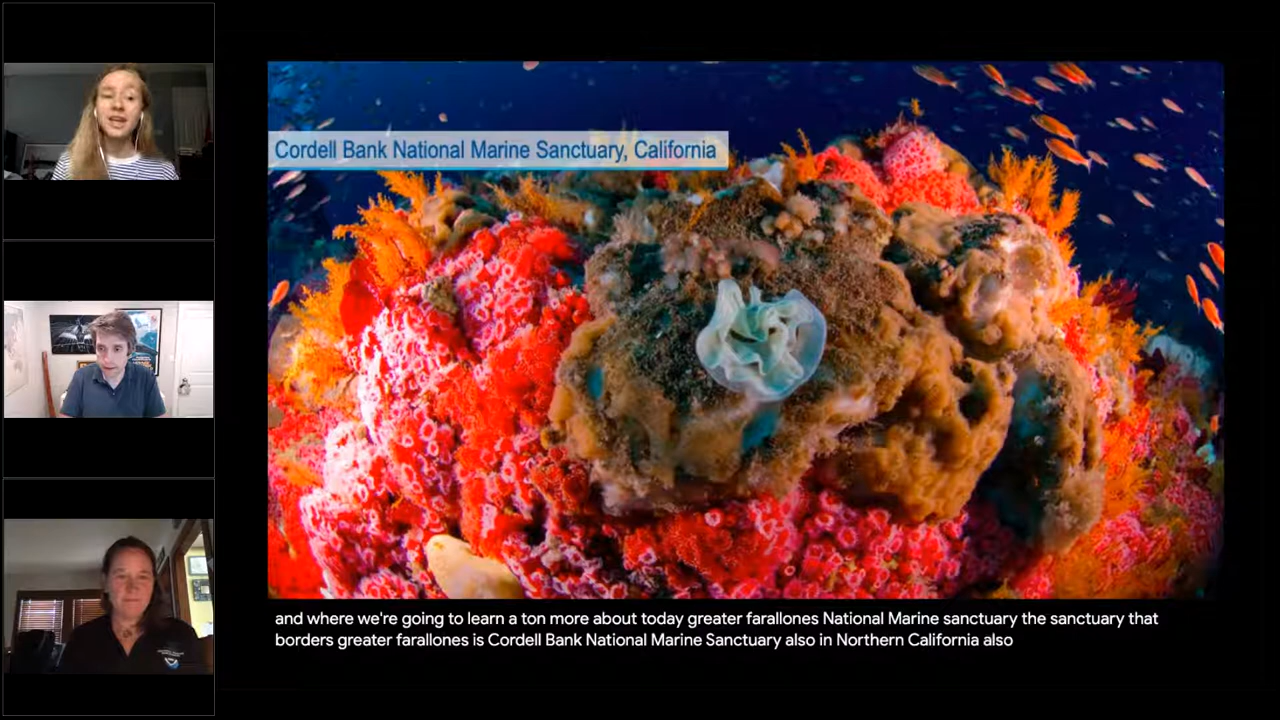 Cordell Bank National Marine Sanctuary, California
and where we're going to learn a ton more about today greater farallones National Marine sanctuary the sanctuary that
borders greater farallones is Cordell Bank National Marine Sanctuary also in Northern California also